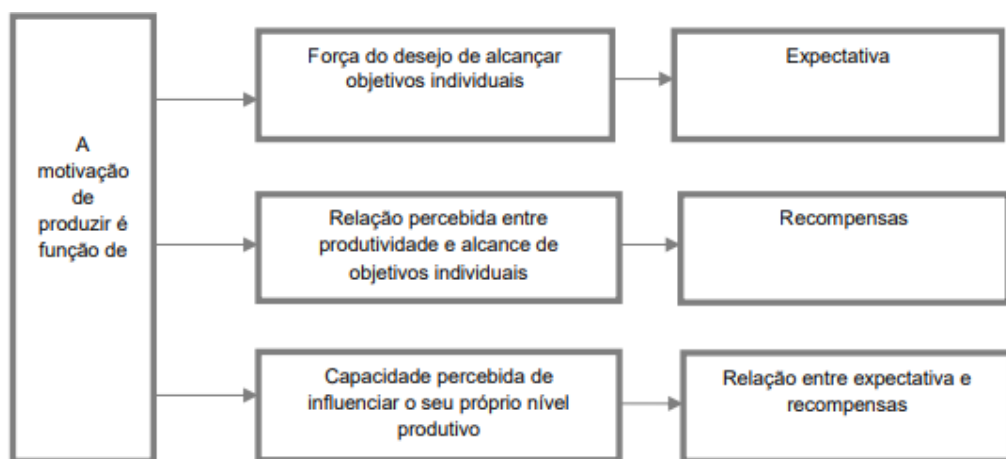 A
motivação
de
produzir é
função de
Força do desejo de alcançar
objetivos individuais
Expectativa
Relação percebida entre
produtividade e alcance de
objetivos individuais
Recompensas
Capacidade percebida de
influenciar o seu próprio nível
produtivo
Relação entre expectativa e
recompensas